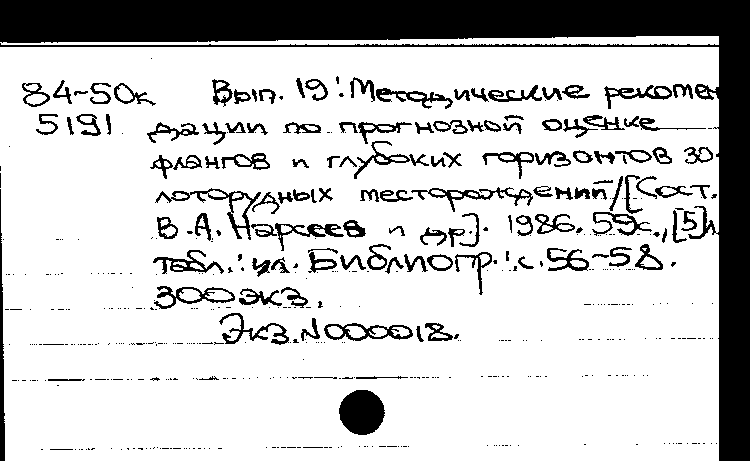 84-50к Вып. 19: Методические рекомен
5191 дации по прогнозной оценке
флангов и глубоких горизонтов зо-
лоторудных месторождений/[Сост.
В.А. Нарсеев и др.]. 1986. 59с., [5]л.
табл.: ил. Библиогр.: с. 56-58.
300 экз.
Экз. N000018.